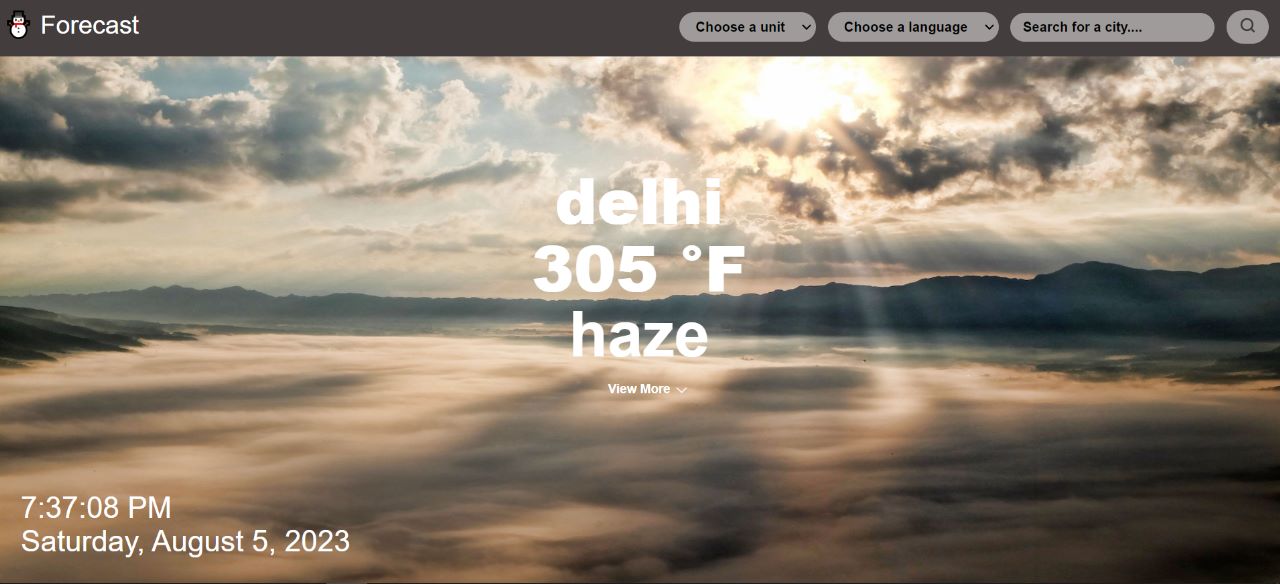 Forecast
Choose a unit
Choose a language
Search for a city....
delhi
305 °F
haze
View More
7:37:08 PM
Saturday, August 5, 2023